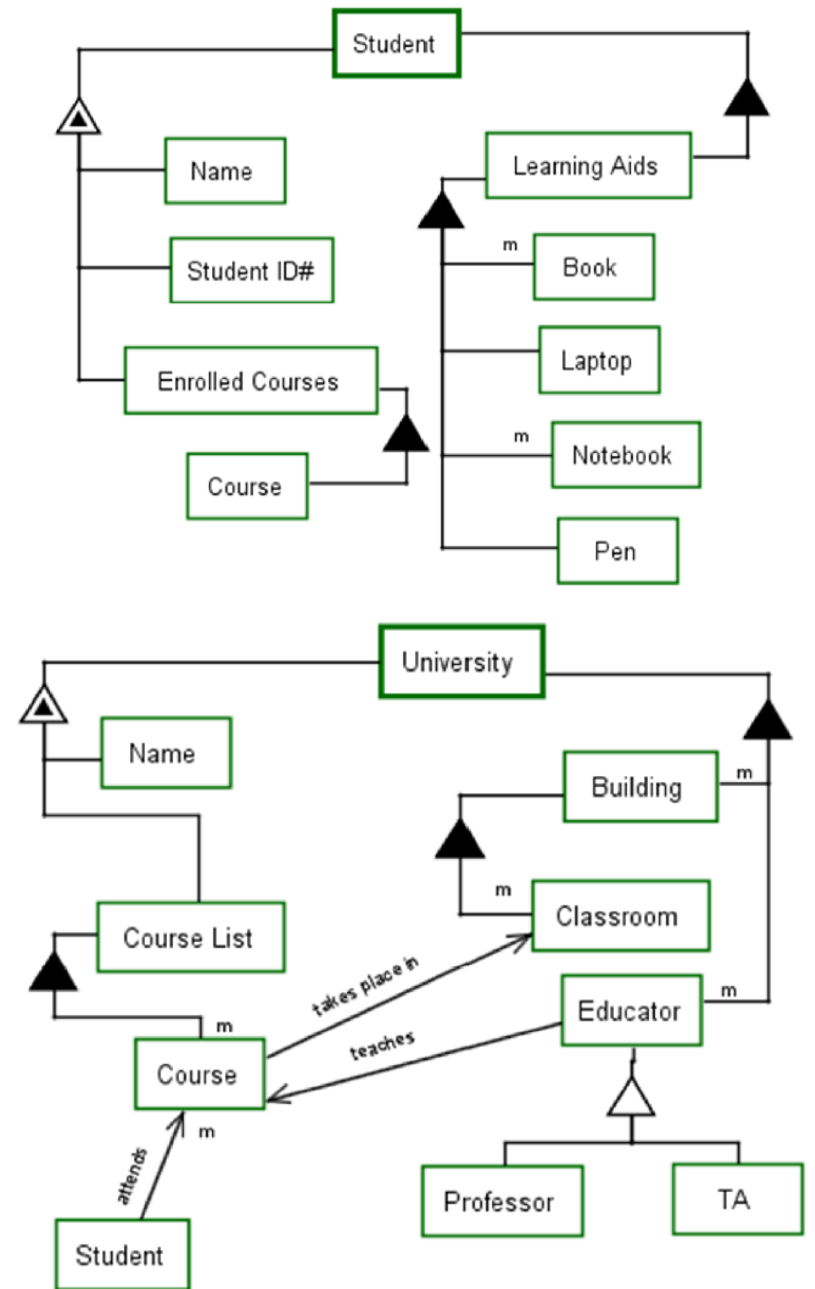 Student
Name
Learning Aids
Student ID#
m
Book
Enrolled Courses
Laptop
Course
m
Notebook
Pen
University
Name
Building
m
Course List
m
Classroom
takes place in
Educator
m
m
Course
teaches
m
attends
Student
Professor
TA